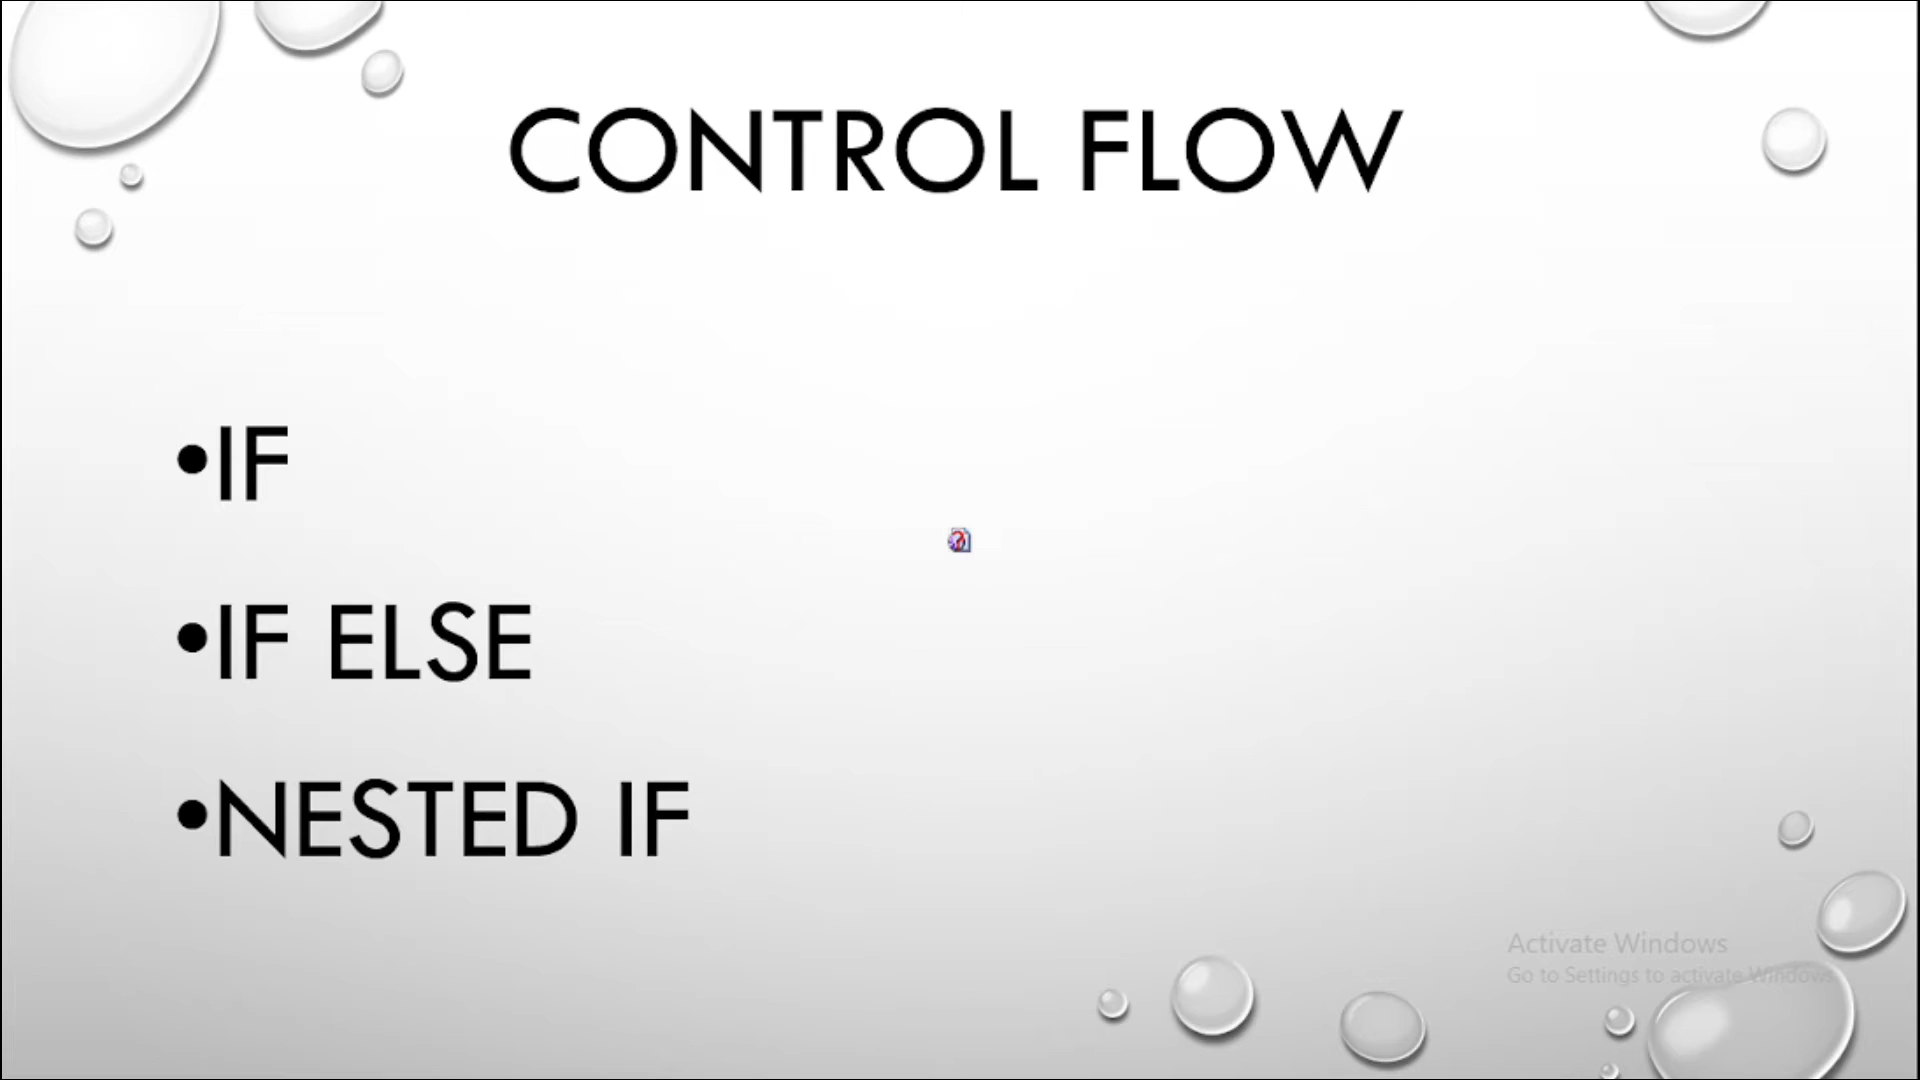 CONTROL FLOW
•IF
•IF ELSE
•NESTED IF
Activate Windows
Go to Settings to activate Windows.